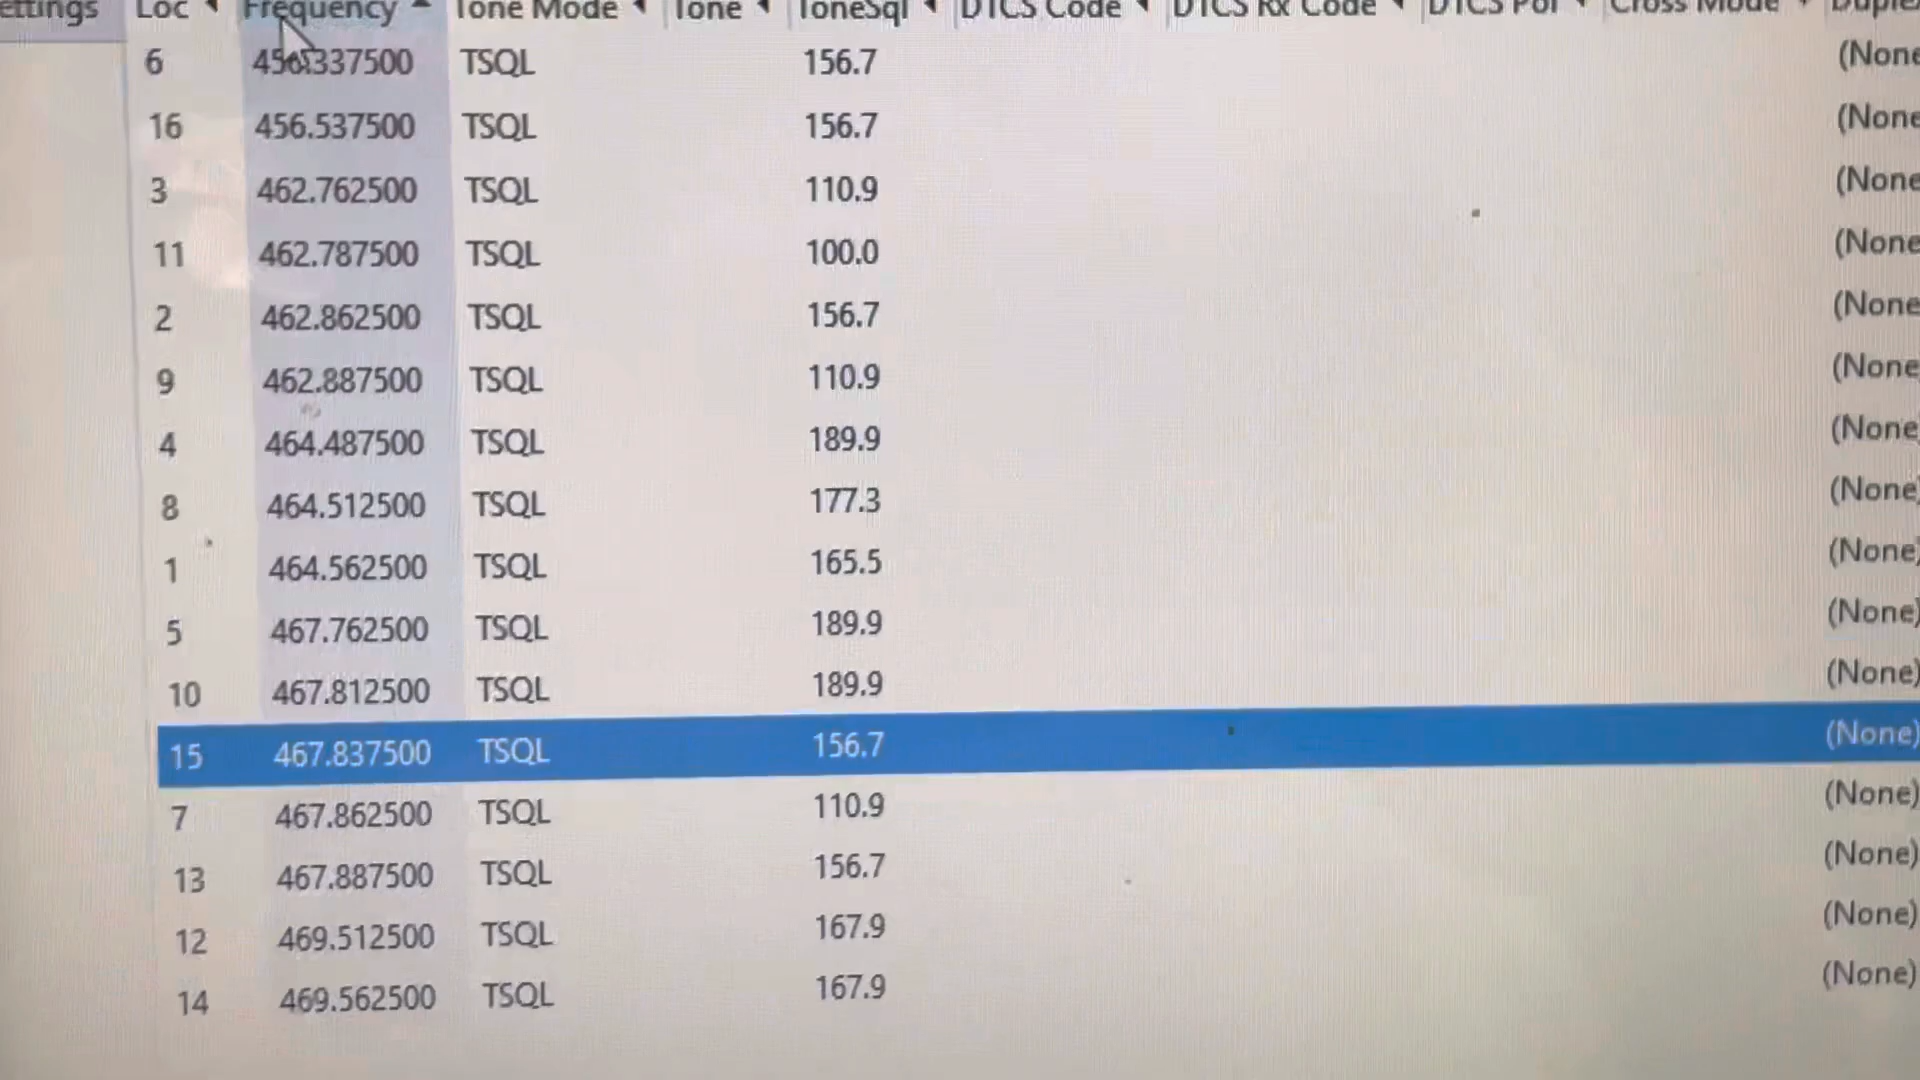 ettings Loc Frequency Tone Mode Tone ToneSql DTCS Code DTCS Rx Code DTCS Pol Cross Mode Duplex
6 456.337500 TSQL 156.7 (None
16 456.537500 TSQL 156.7 (None
3 462.762500 TSQL 110.9 (None
11 462.787500 TSQL 100.0 (None
2 462.862500 TSQL 156.7 (None
9 462.887500 TSQL 110.9 (None
4 464.487500 TSQL 189.9 (None
8 464.512500 TSQL 177.3 (None)
1 464.562500 TSQL 165.5 (None)
5 467.762500 TSQL 189.9 (None)
10 467.812500 TSQL 189.9 (None)
15 467.837500 TSQL 156.7 (None)
7 467.862500 TSQL 110.9 (None)
13 467.887500 TSQL 156.7 (None)
12 469.512500 TSQL 167.9 (None)
14 469.562500 TSQL 167.9 (None)